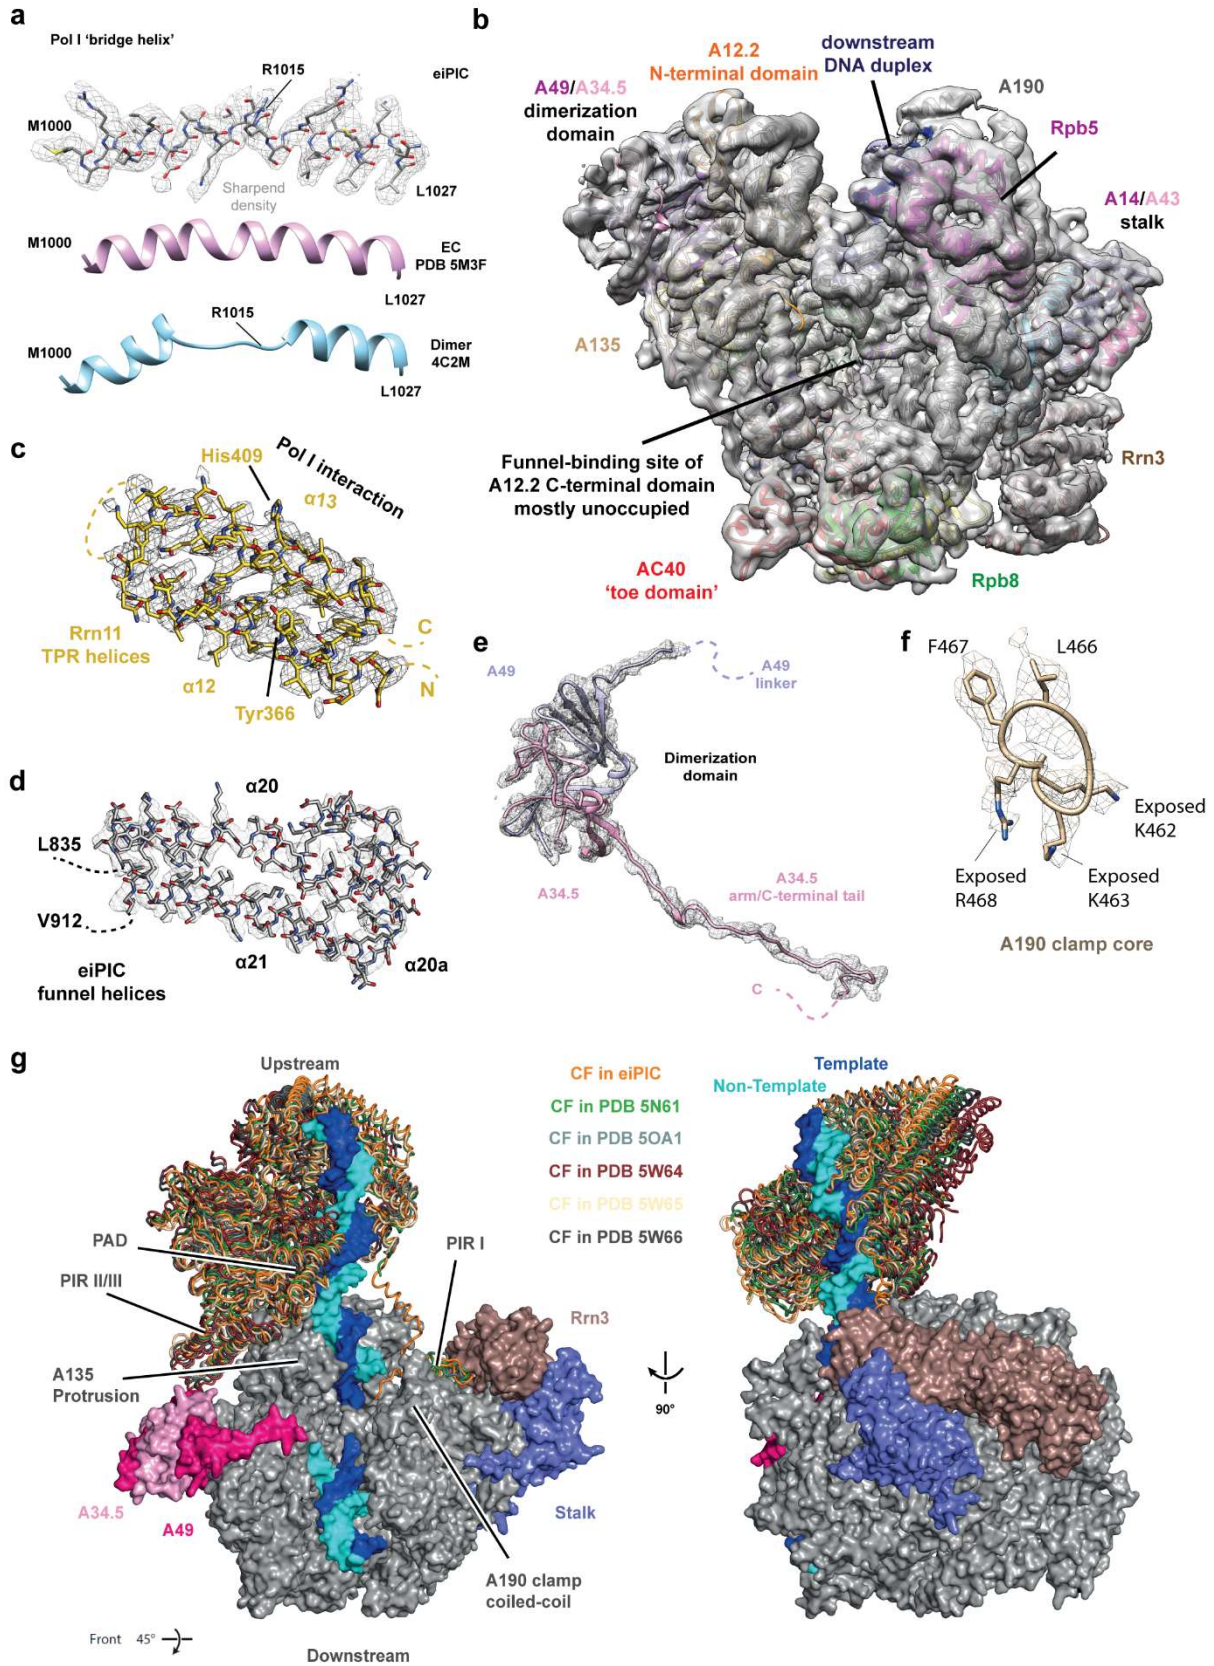 a
Pol I 'bridge helix'
R1015
eiPIC
M1000
L1027
Sharpend
density
M1000
EC
PDB 5M3F
L1027
R1015
M1000
Dimer
4C2M
L1027
b
A12.2
N-terminal domain
downstream
DNA duplex
A49/A34.5
dimerization
domain
A190
Rpb5
A14/A43
stalk
A135
Funnel-binding site of
A12.2 C-terminal domain
mostly unoccupied
Rrn3
AC40
'toe domain'
Rpb8
c
His409
Pol I interaction
α13
Rrn11
TPR helices
C
α12
N
Tyr366
d
α20
L835
V912
α21
α20a
eiPIC
funnel helices
e
A49
A49
linker
Dimerization
domain
A34.5
A34.5
arm/C-terminal tail
C
f
F467
L466
Exposed
K462
Exposed
R468
Exposed
K463
A190 clamp core
g
Upstream
CF in eiPIC
CF in PDB 5N61
CF in PDB 5OA1
CF in PDB 5W64
CF in PDB 5W65
CF in PDB 5W66
Template
Non-Template
PAD
PIR I
PIR II/III
Rrn3
A135
Protrusion
90°
A34.5
A49
Stalk
A190 clamp
coiled-coil
Front 45°
Downstream